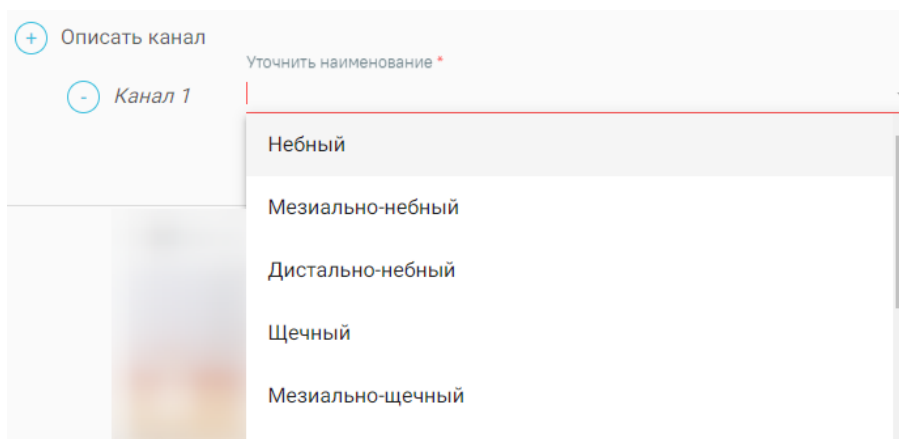 + Описать канал
Уточнить наименование *
- Канал 1
Небный
Мезиально-небный
Дистально-небный
Щечный
Мезиально-щечный